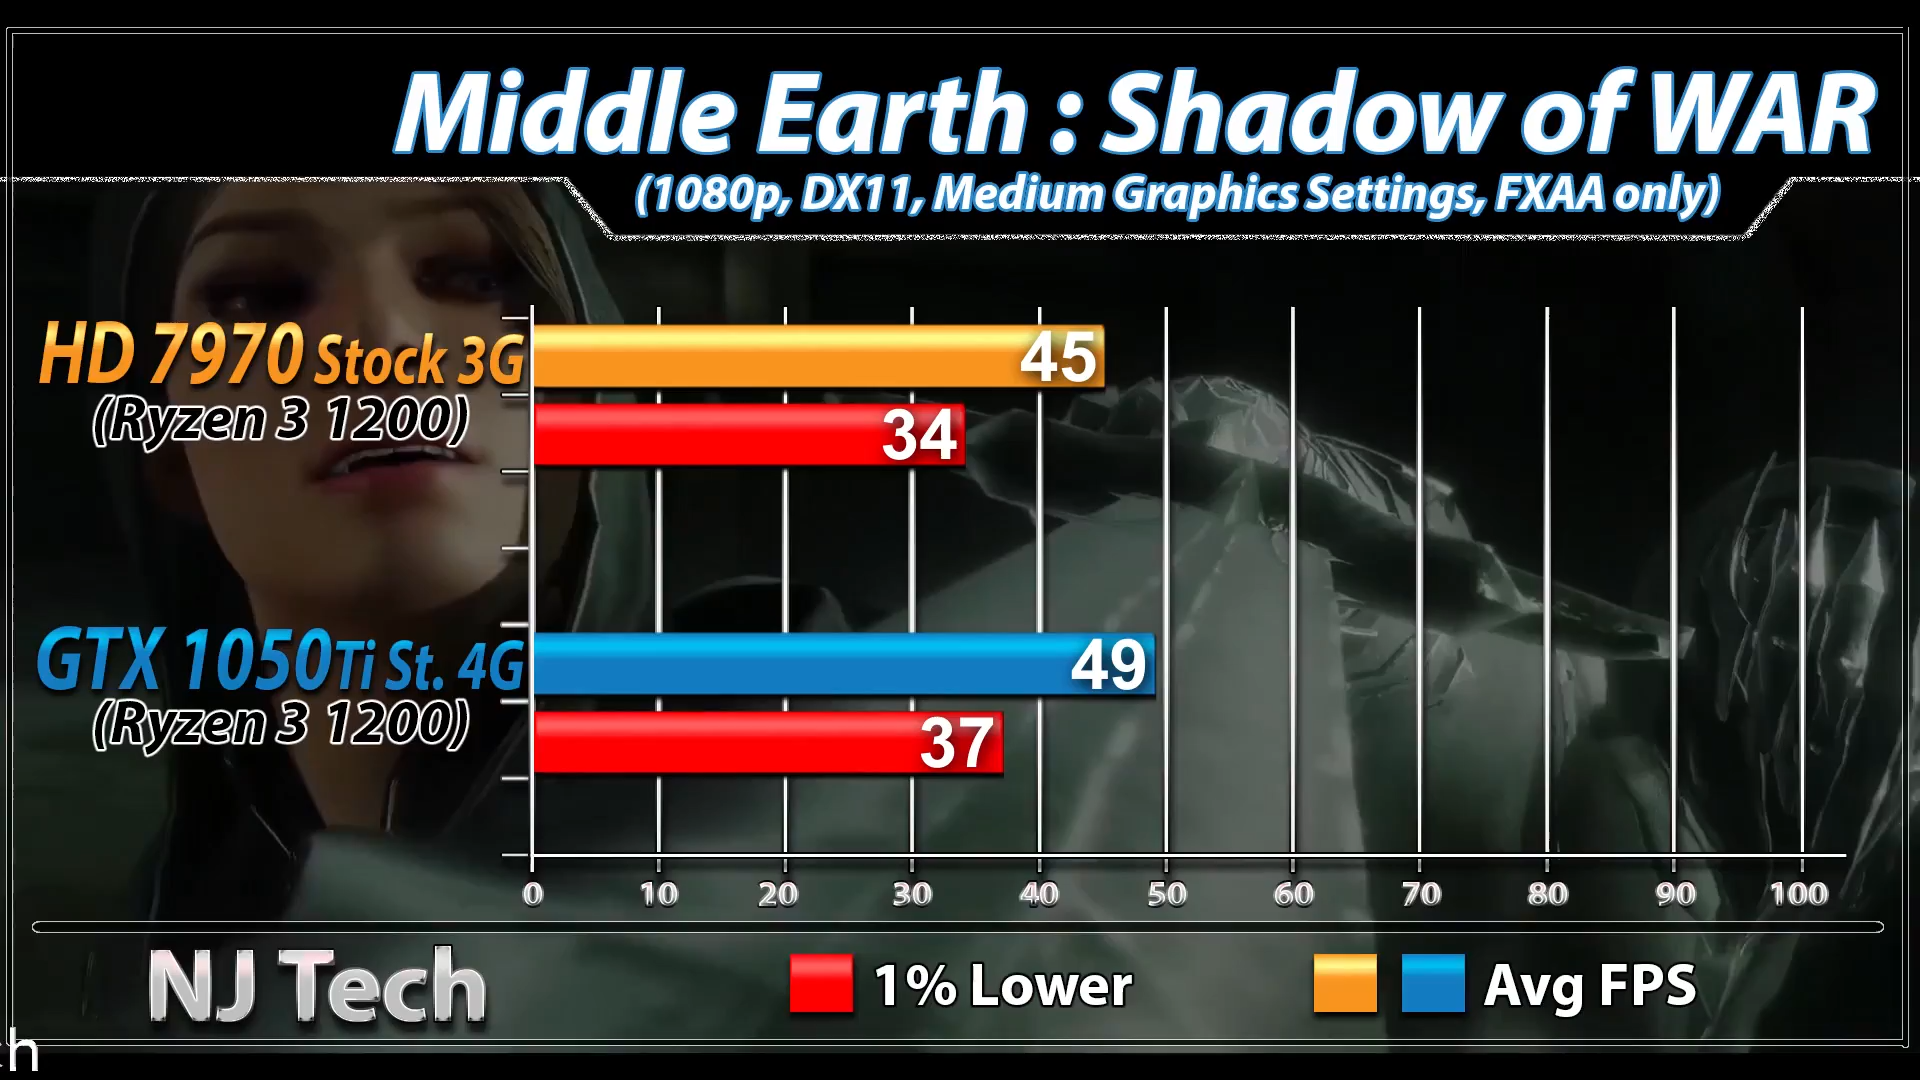 Middle Earth : Shadow of WAR
(1080p, DX11, Medium Graphics Settings, FXAA only)
HD 7970 Stock 3G
45
(Ryzen 3 1200)
34
GTX 1050Ti St. 4G
49
(Ryzen 3 1200)
37
0 10 20 30 40 50 60 70 80 90 100
NJ Tech
1% Lower
Avg FPS